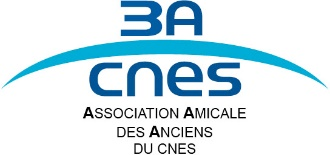 3A
cnes
ASSOCIATION AMICALE
DES ANCIENS
DU CNES